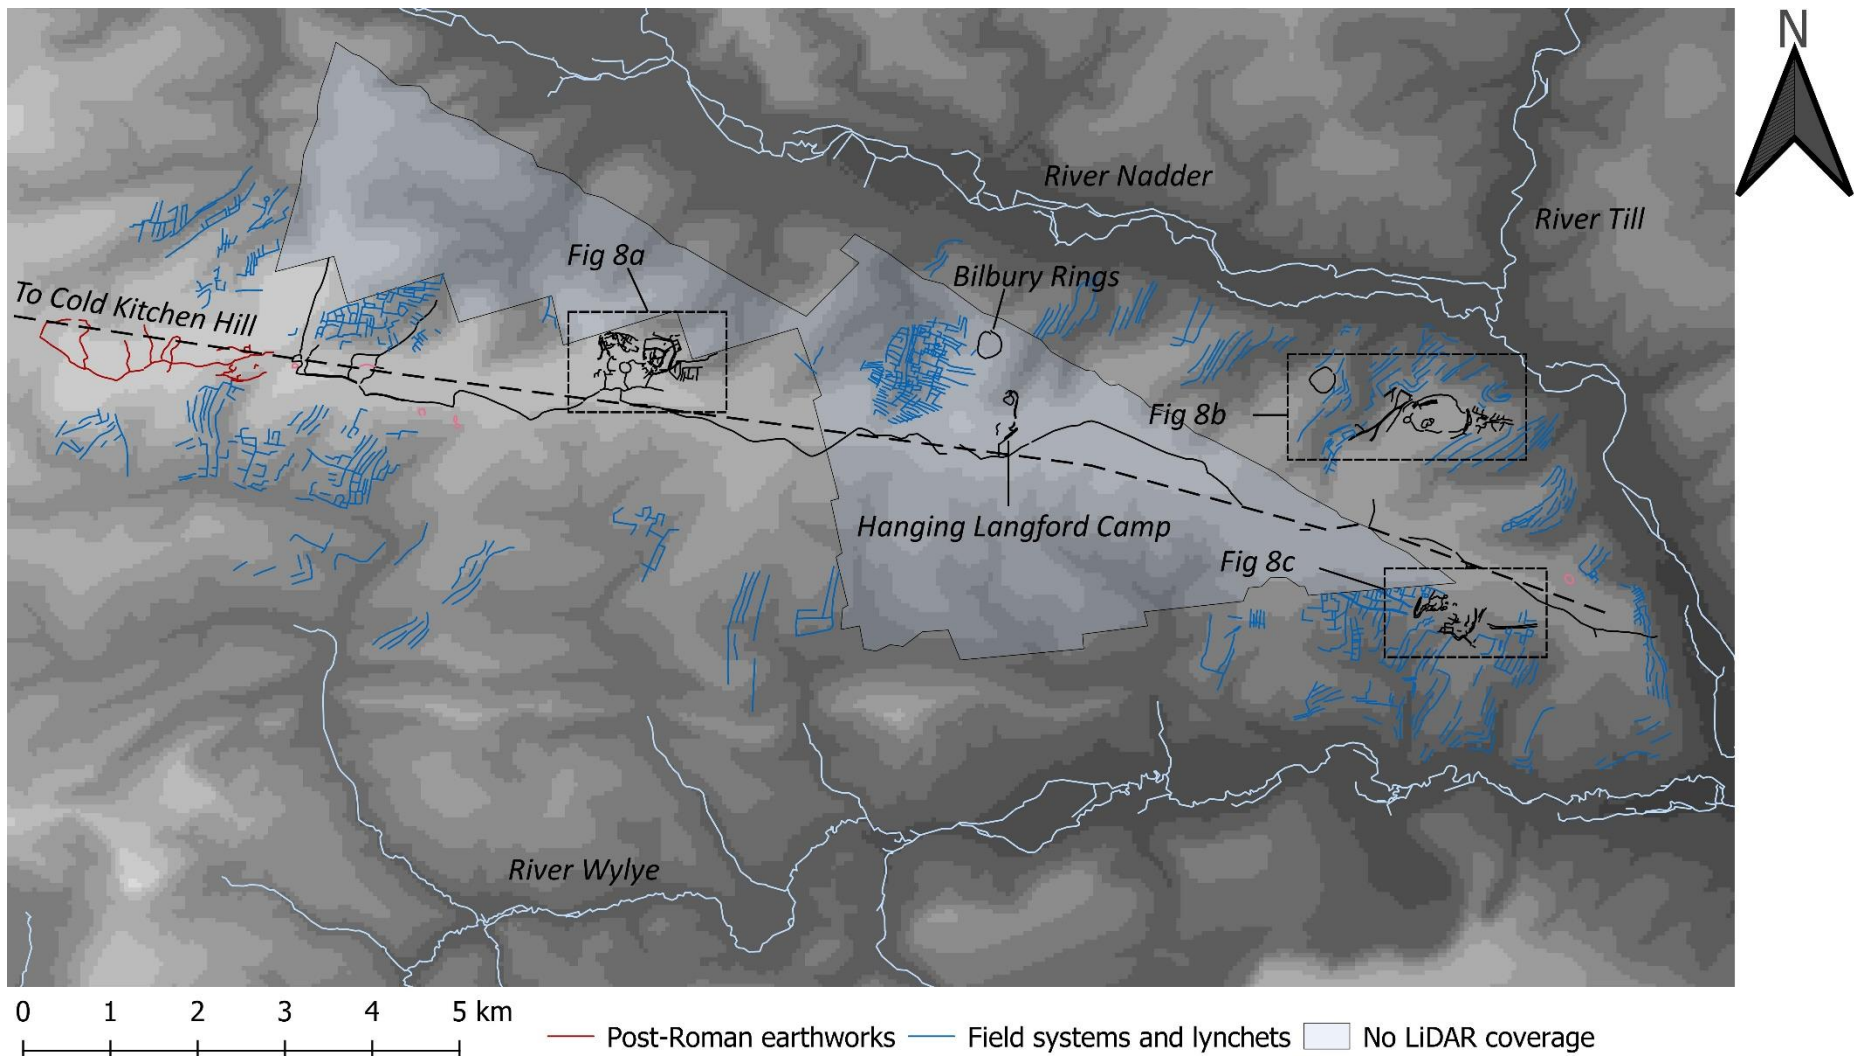 N
River Nadder
River Till
Fig 8a
Bilbury Rings
To Cold Kitchen Hill
Fig 8b
Hanging Langford Camp
Fig 8c
River Wylye
0 1 2 3 4 5 km
Post-Roman earthworks Field systems and lynchets No LiDAR coverage